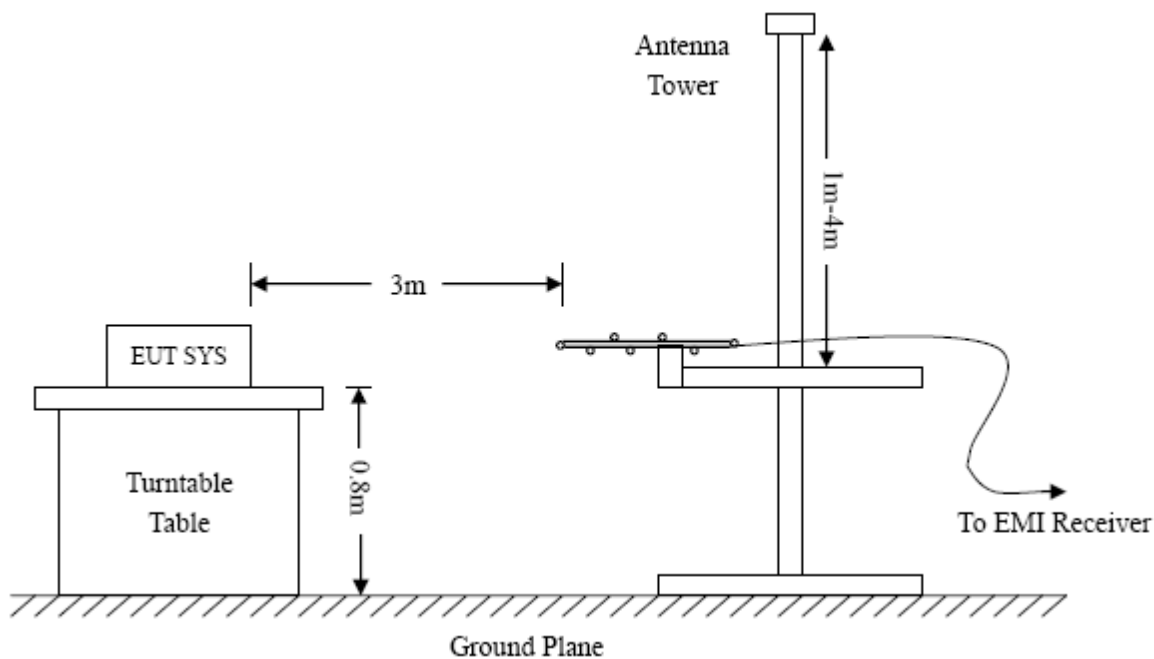 Antenna
Tower
1m-4m
3m
EUT SYS
0.8m
Turntable
Table
To EMI Receiver
Ground Plane